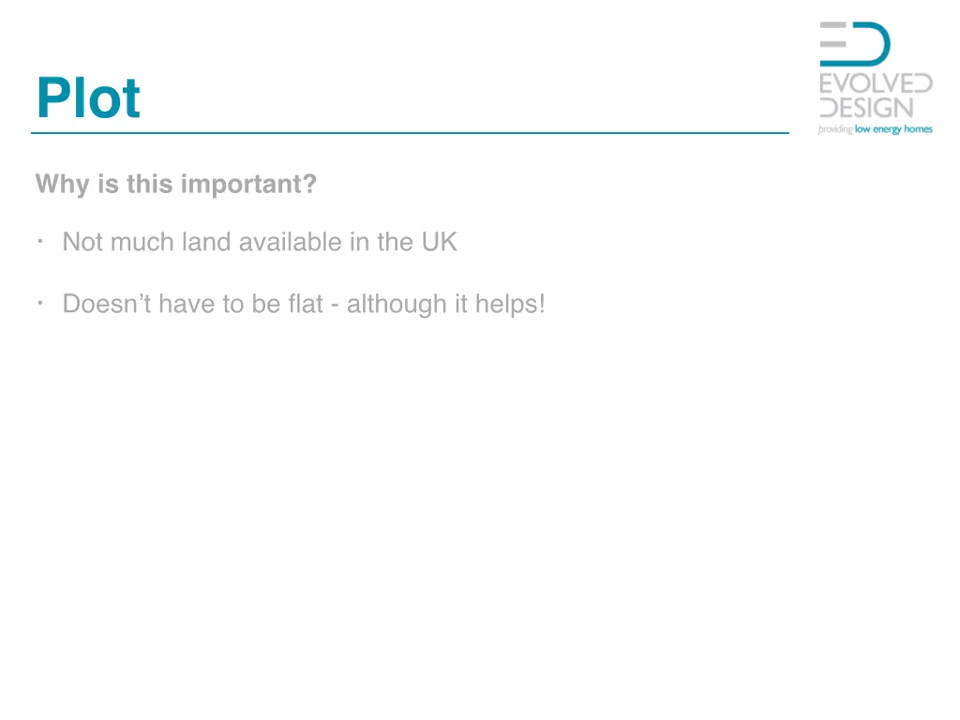 EVOLVED
DESIGN
providing low energy homes
Plot
Why is this important?
· Not much land available in the UK
· Doesn’t have to be flat - although it helps!